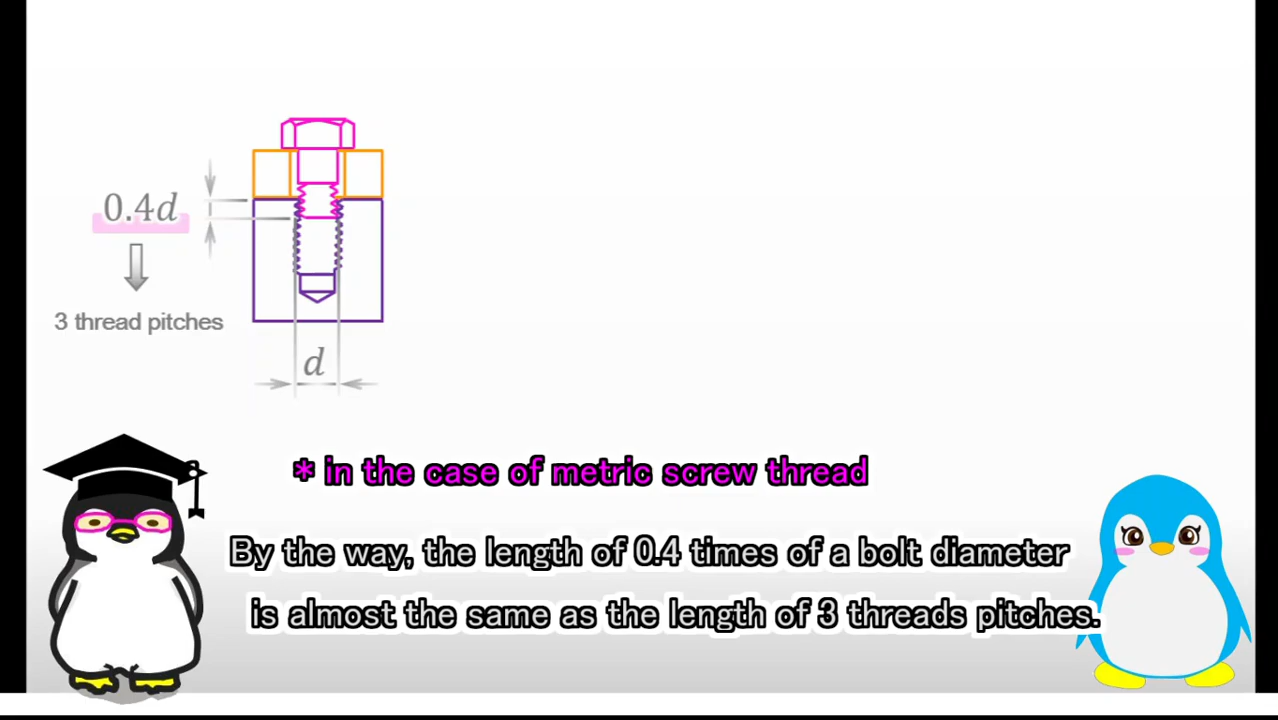 0.4d
3 thread pitches
d
* in the case of metric screw thread
By the way, the length of 0.4 times of a bolt diameter
is almost the same as the length of 3 threads pitches.